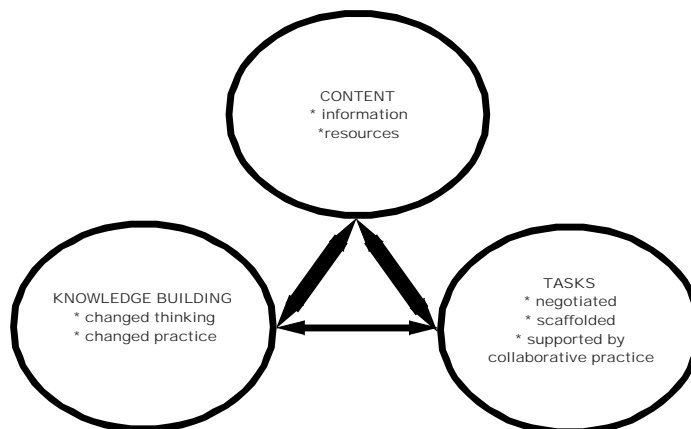 CONTENT
* information
*resources
KNOWLEDGE BUILDING
* changed thinking
* changed practice
TASKS
* negotiated
* scaffolded
* supported by
collaborative practice